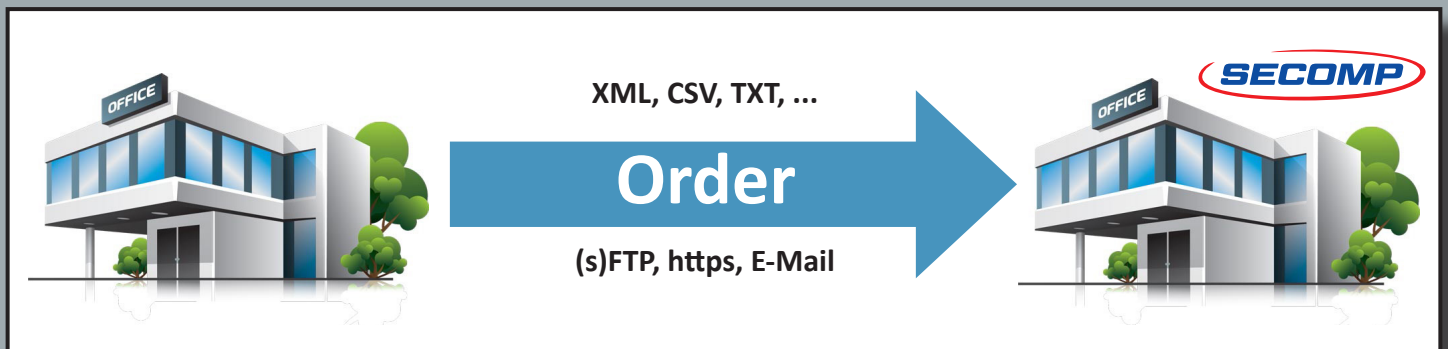 OFFICE
XML, CSV, TXT, ...
Order
(s)FTP, https, E-Mail
OFFICE
SECOMP